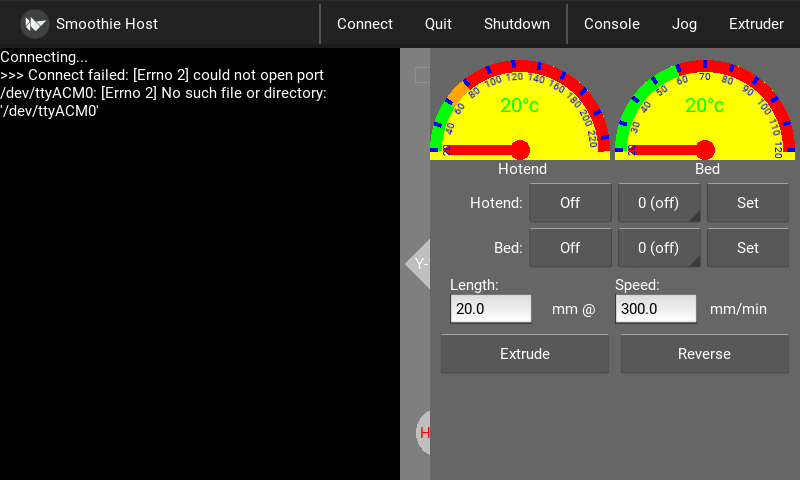 Smoothie Host
Connect Quit Shutdown Console Jog Extruder
Connecting...
>>> Connect failed: [Errno 2] could not open port
/dev/ttyACM0: [Errno 2] No such file or directory:
'/dev/ttyACM0'
20 40 60 80 100 120 140 160 180 200 220
20°c
Hotend
20 30 40 50 60 70 80 90 100 110 120
20°c
Bed
Hotend: Off 0 (off) Set
Bed: Off 0 (off) Set
Y-
Length: Speed:
20.0 mm @ 300.0 mm/min
Extrude Reverse
H